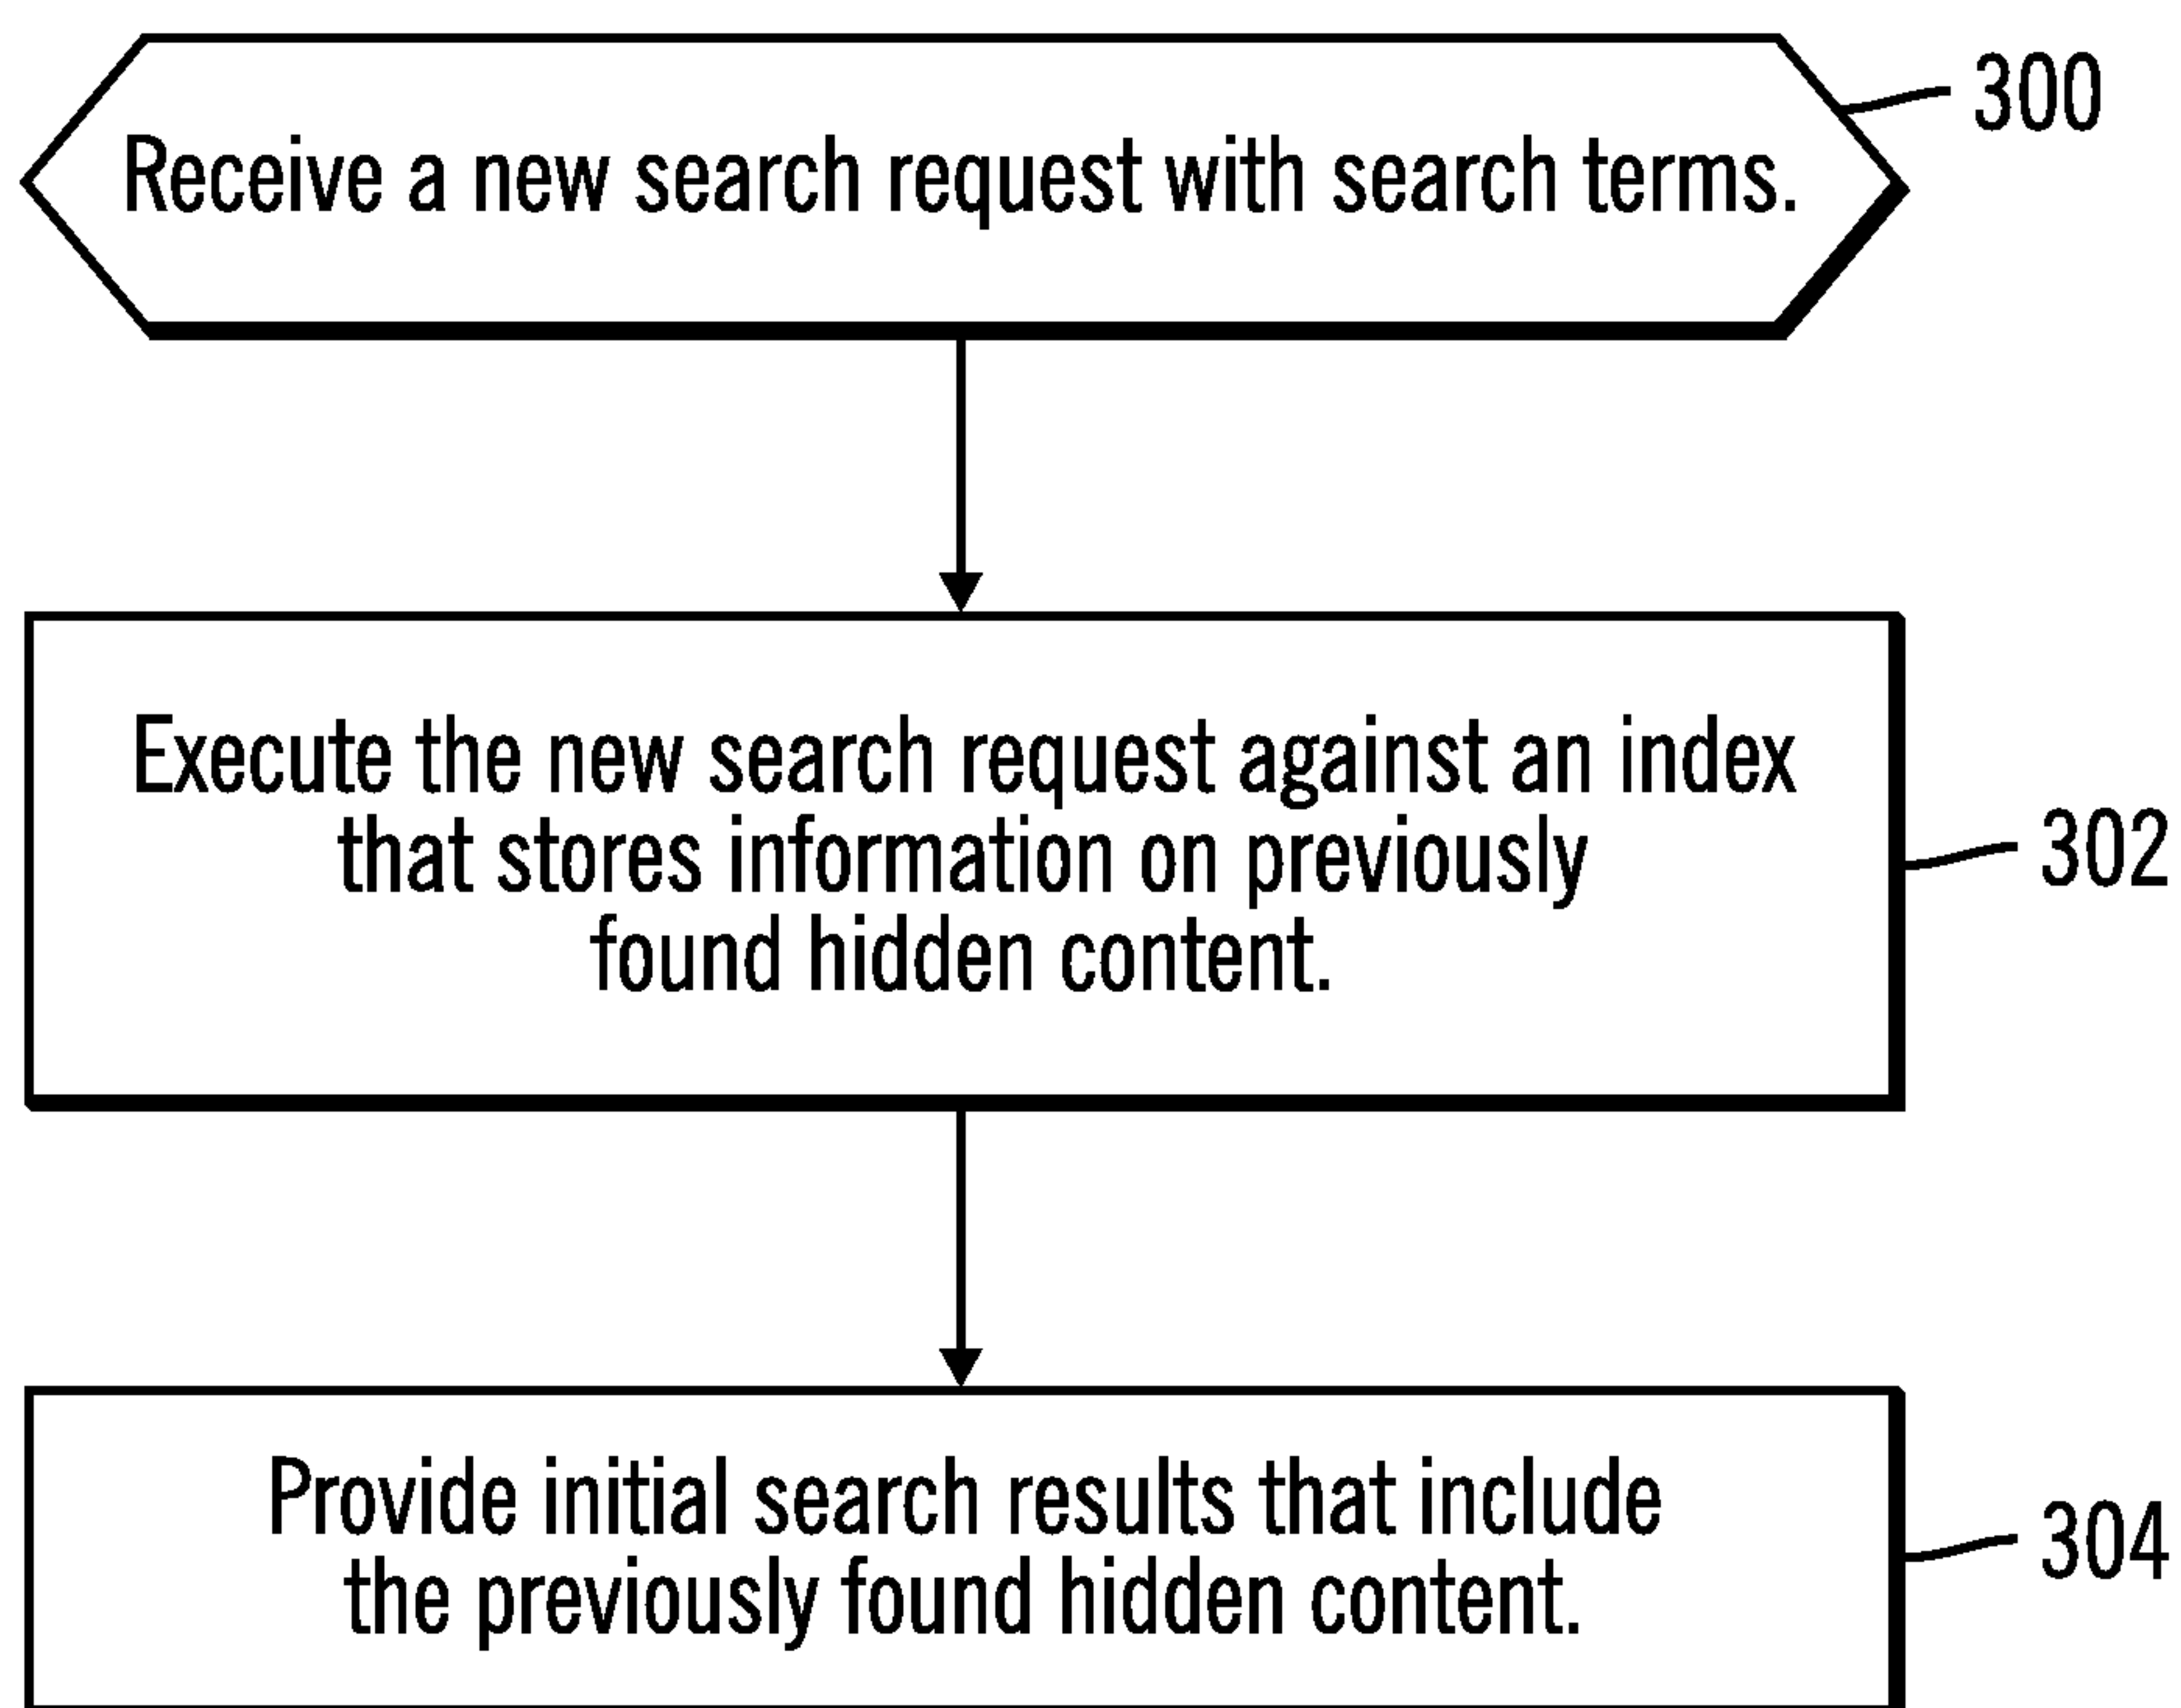 300
Receive a new search request with search terms.
Execute the new search request against an index
that stores information on previously
found hidden content.
302
Provide initial search results that include
the previously found hidden content.
304